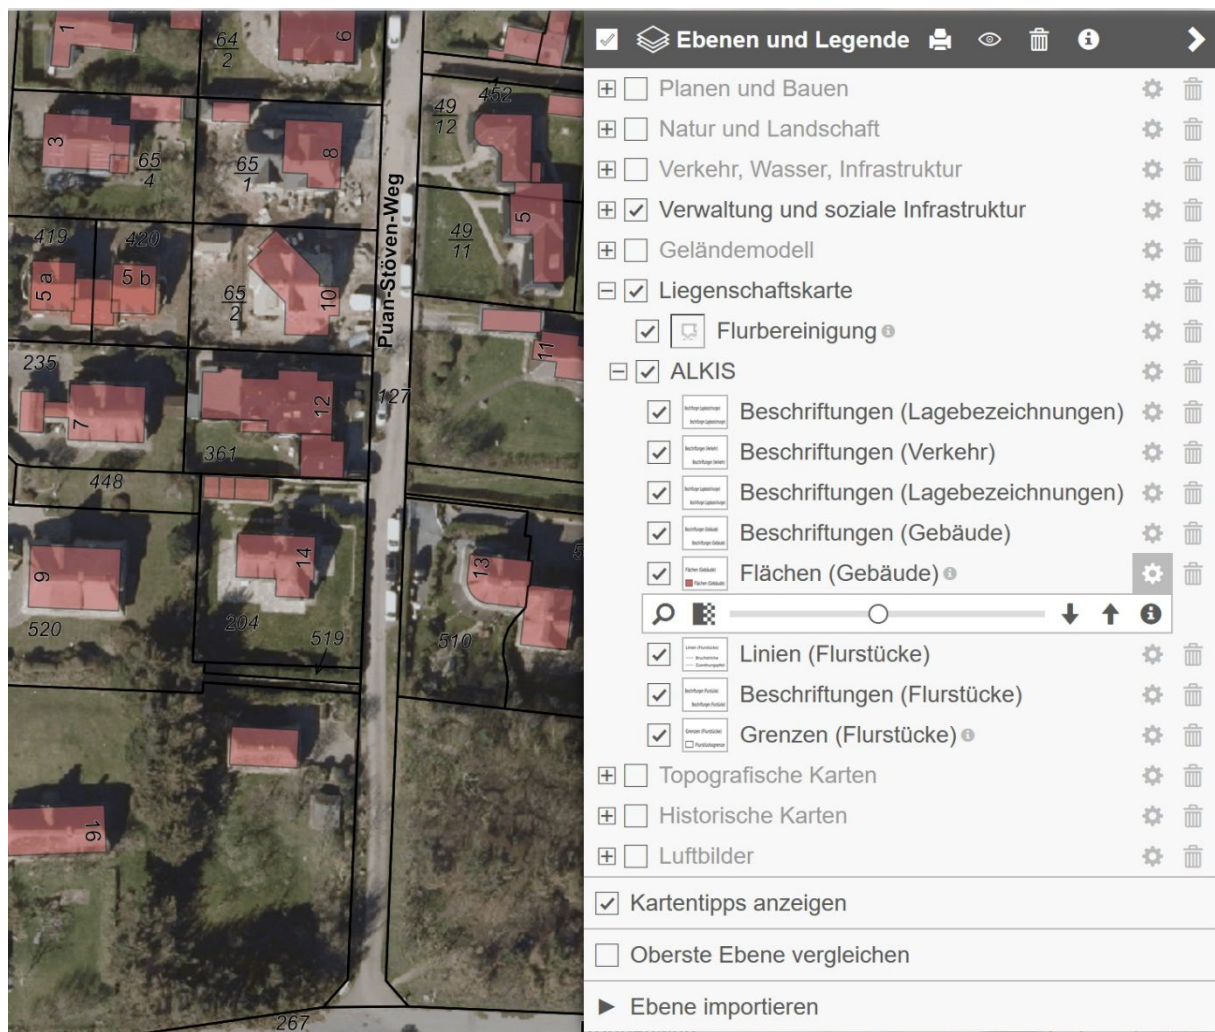 Ebenen und Legende
Planen und Bauen
Natur und Landschaft
Verkehr, Wasser, Infrastruktur
Verwaltung und soziale Infrastruktur
Geländemodell
Liegenschaftskarte
Flurbereinigung
ALKIS
Beschriftungen (Lagebezeichnungen)
Beschriftungen (Verkehr)
Beschriftungen (Lagebezeichnungen)
Beschriftungen (Gebäude)
Flächen (Gebäude)
Linien (Flurstücke)
Beschriftungen (Flurstücke)
Grenzen (Flurstücke)
Topografische Karten
Historische Karten
Luftbilder
Kartentipps anzeigen
Oberste Ebene vergleichen
Ebene importieren
1
64
2
6
452
49
12
3
65
4
65
1
8
Puan-Stöven-Weg
5
49
11
419
420
5 a
5 b
65
2
10
11
235
7
12
127
361
448
9
14
13
520
204
519
510
16
267